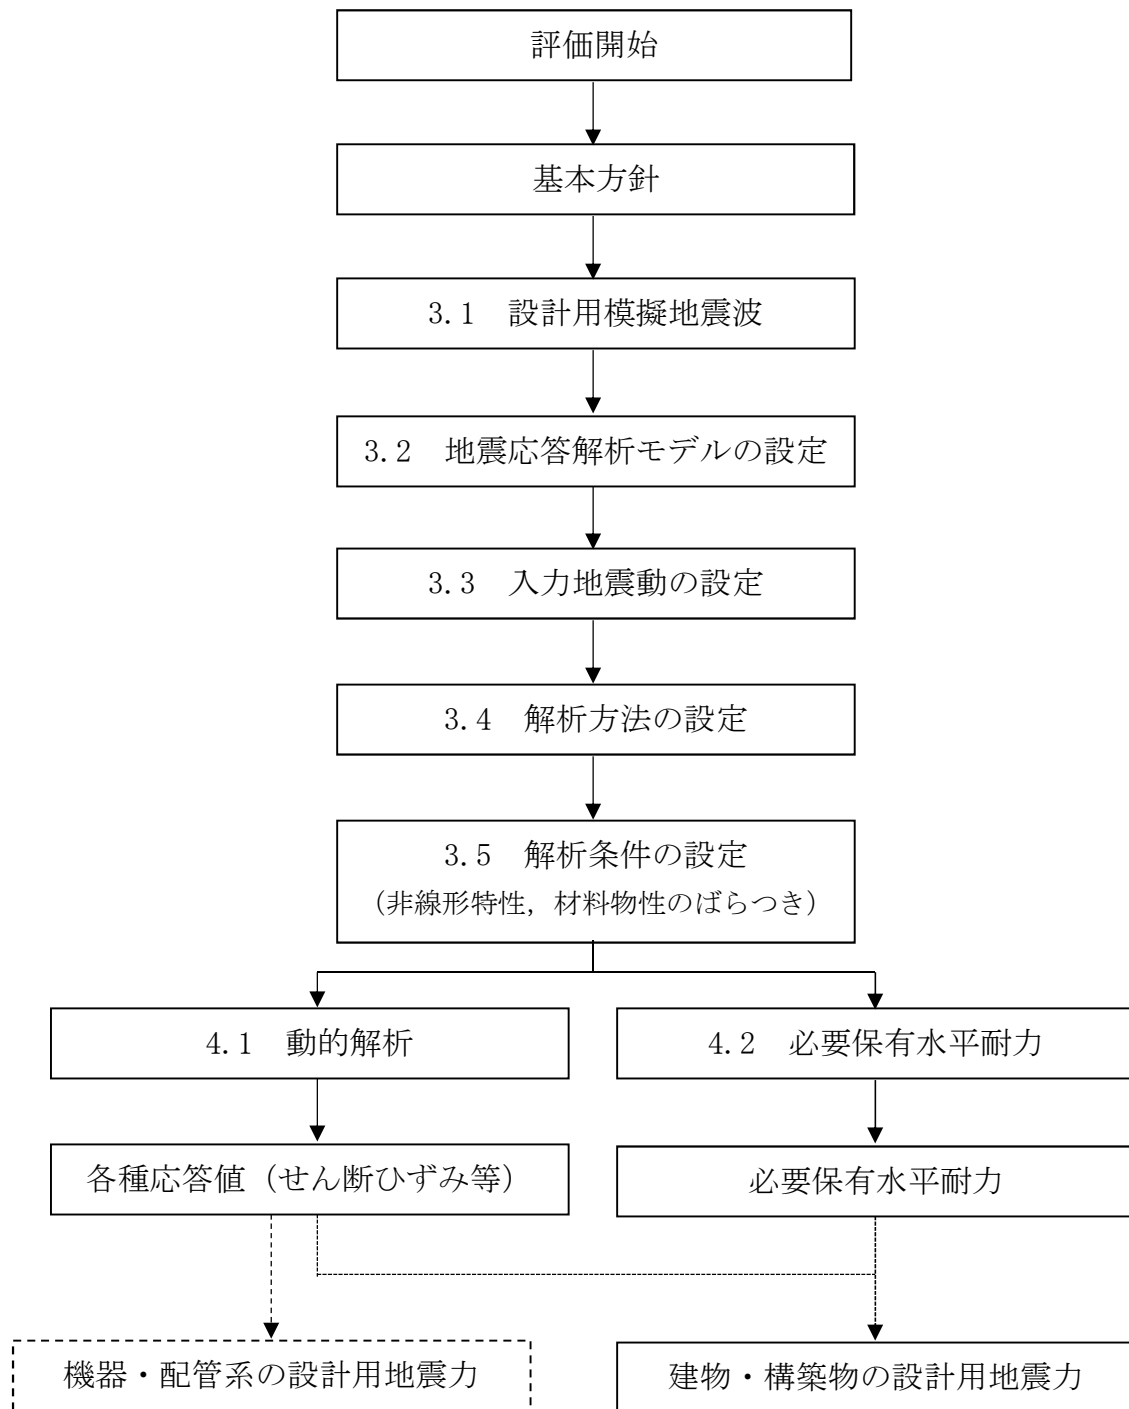 評価開始
基本方針
3.1 設計用模擬地震波
3.2 地震応答解析モデルの設定
3.3 入力地震動の設定
3.4 解析方法の設定
3.5 解析条件の設定
（非線形特性，材料物性のばらつき）
4.1 動的解析
4.2 必要保有水平耐力
各種応答値（せん断ひずみ等）
必要保有水平耐力
機器・配管系の設計用地震力
建物・構築物の設計用地震力